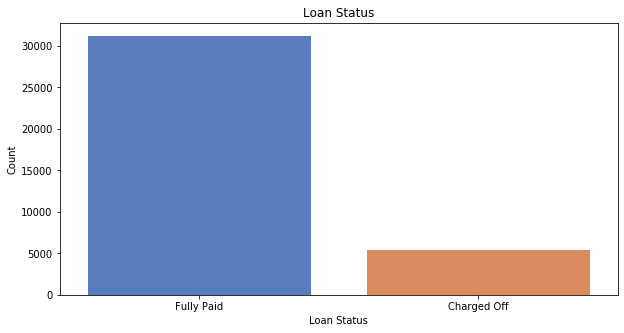 Loan Status
30000
25000
20000
15000
10000
5000
0
Count
Fully Paid
Charged Off
Loan Status